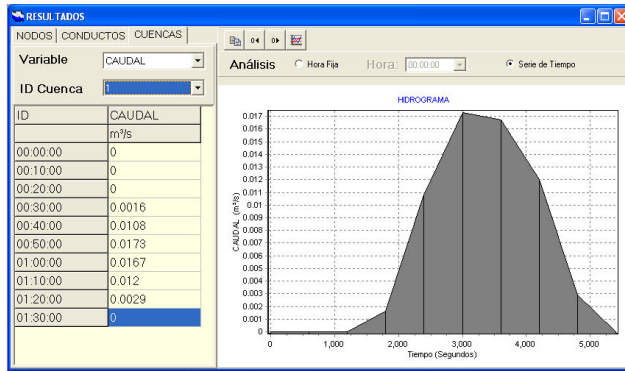 RESULTADOS
NODOS CONDUCTOS CUENCAS
Variable CAUDAL
ID Cuenca 1
Análisis Hora Fija Hora: 00:00:00 Serie de Tiempo
ID CAUDAL
m³/s
00:00:00 0
00:10:00 0
00:20:00 0
00:30:00 0.0016
00:40:00 0.0108
00:50:00 0.0173
01:00:00 0.0167
01:10:00 0.012
01:20:00 0.0029
01:30:00 0
HIDROGRAMA
CAUDAL (m³/s)
0.017
0.016
0.015
0.014
0.013
0.012
0.011
0.01
0.009
0.008
0.007
0.006
0.005
0.004
0.003
0.002
0.001
0
0 1,000 2,000 3,000 4,000 5,000
Tiempo (Segundos)